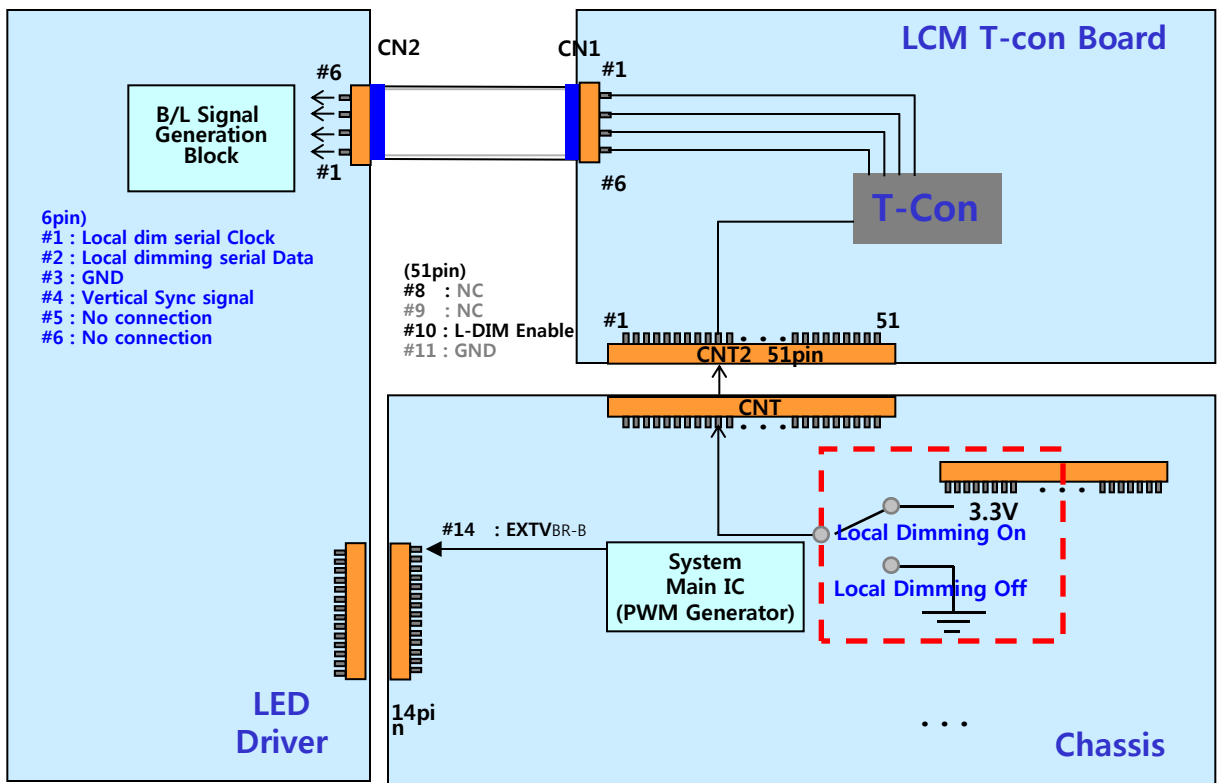 LCM T-con Board
CN2
CN1
#6
#1
#1
#6
B/L Signal
Generation
Block
T-Con
6pin)
#1 : Local dim serial Clock
#2 : Local dimming serial Data
#3 : GND
#4 : Vertical Sync signal
#5 : No connection
#6 : No connection
(51pin)
#8 : NC
#9 : NC
#10 : L-DIM Enable
#11 : GND
#1
51
CNT2 51pin
CNT
3.3V
Local Dimming On
Local Dimming Off
#14 : EXTVBR-B
System
Main IC
(PWM Generator)
LED
Driver
14pi
n
. . .
Chassis